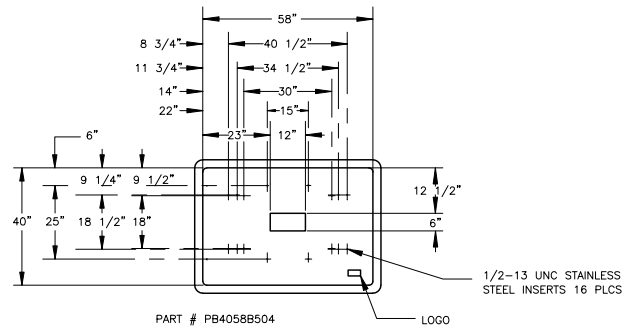 58”
8 3/4” 40 1/2”
11 3/4” 34 1/2”
14” 30”
22” 15”
23” 12”
6”
9 1/4” 9 1/2” 12 1/2”
40” 25” 18 1/2” 18” 6”
1/2-13 UNC STAINLESS
STEEL INSERTS 16 PLCS
PART # PB4058B504 LOGO